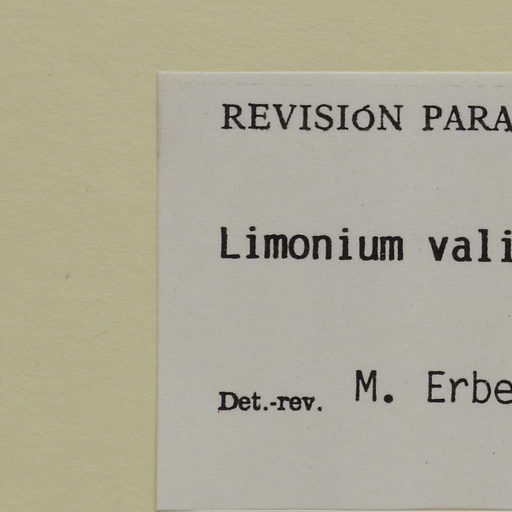 REVISIÓN PARA
Limonium vali
Det.-rev. M. Erbe